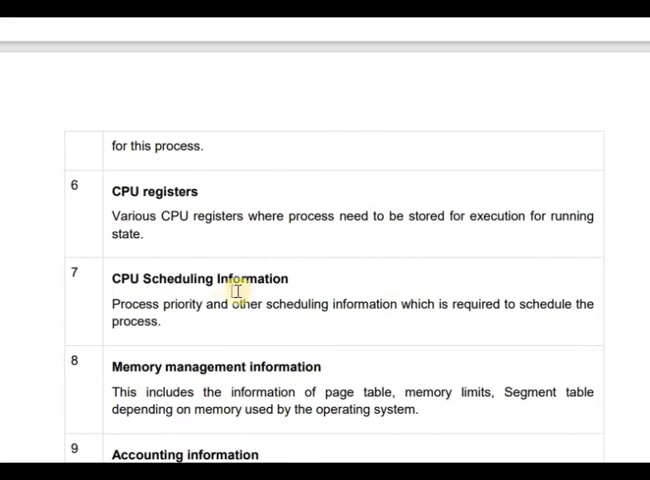 for this process.
6
CPU registers
Various CPU registers where process need to be stored for execution for running
state.
7
CPU Scheduling Information
Process priority and other scheduling information which is required to schedule the
process.
8
Memory management information
This includes the information of page table, memory limits, Segment table
depending on memory used by the operating system.
9
Accounting information